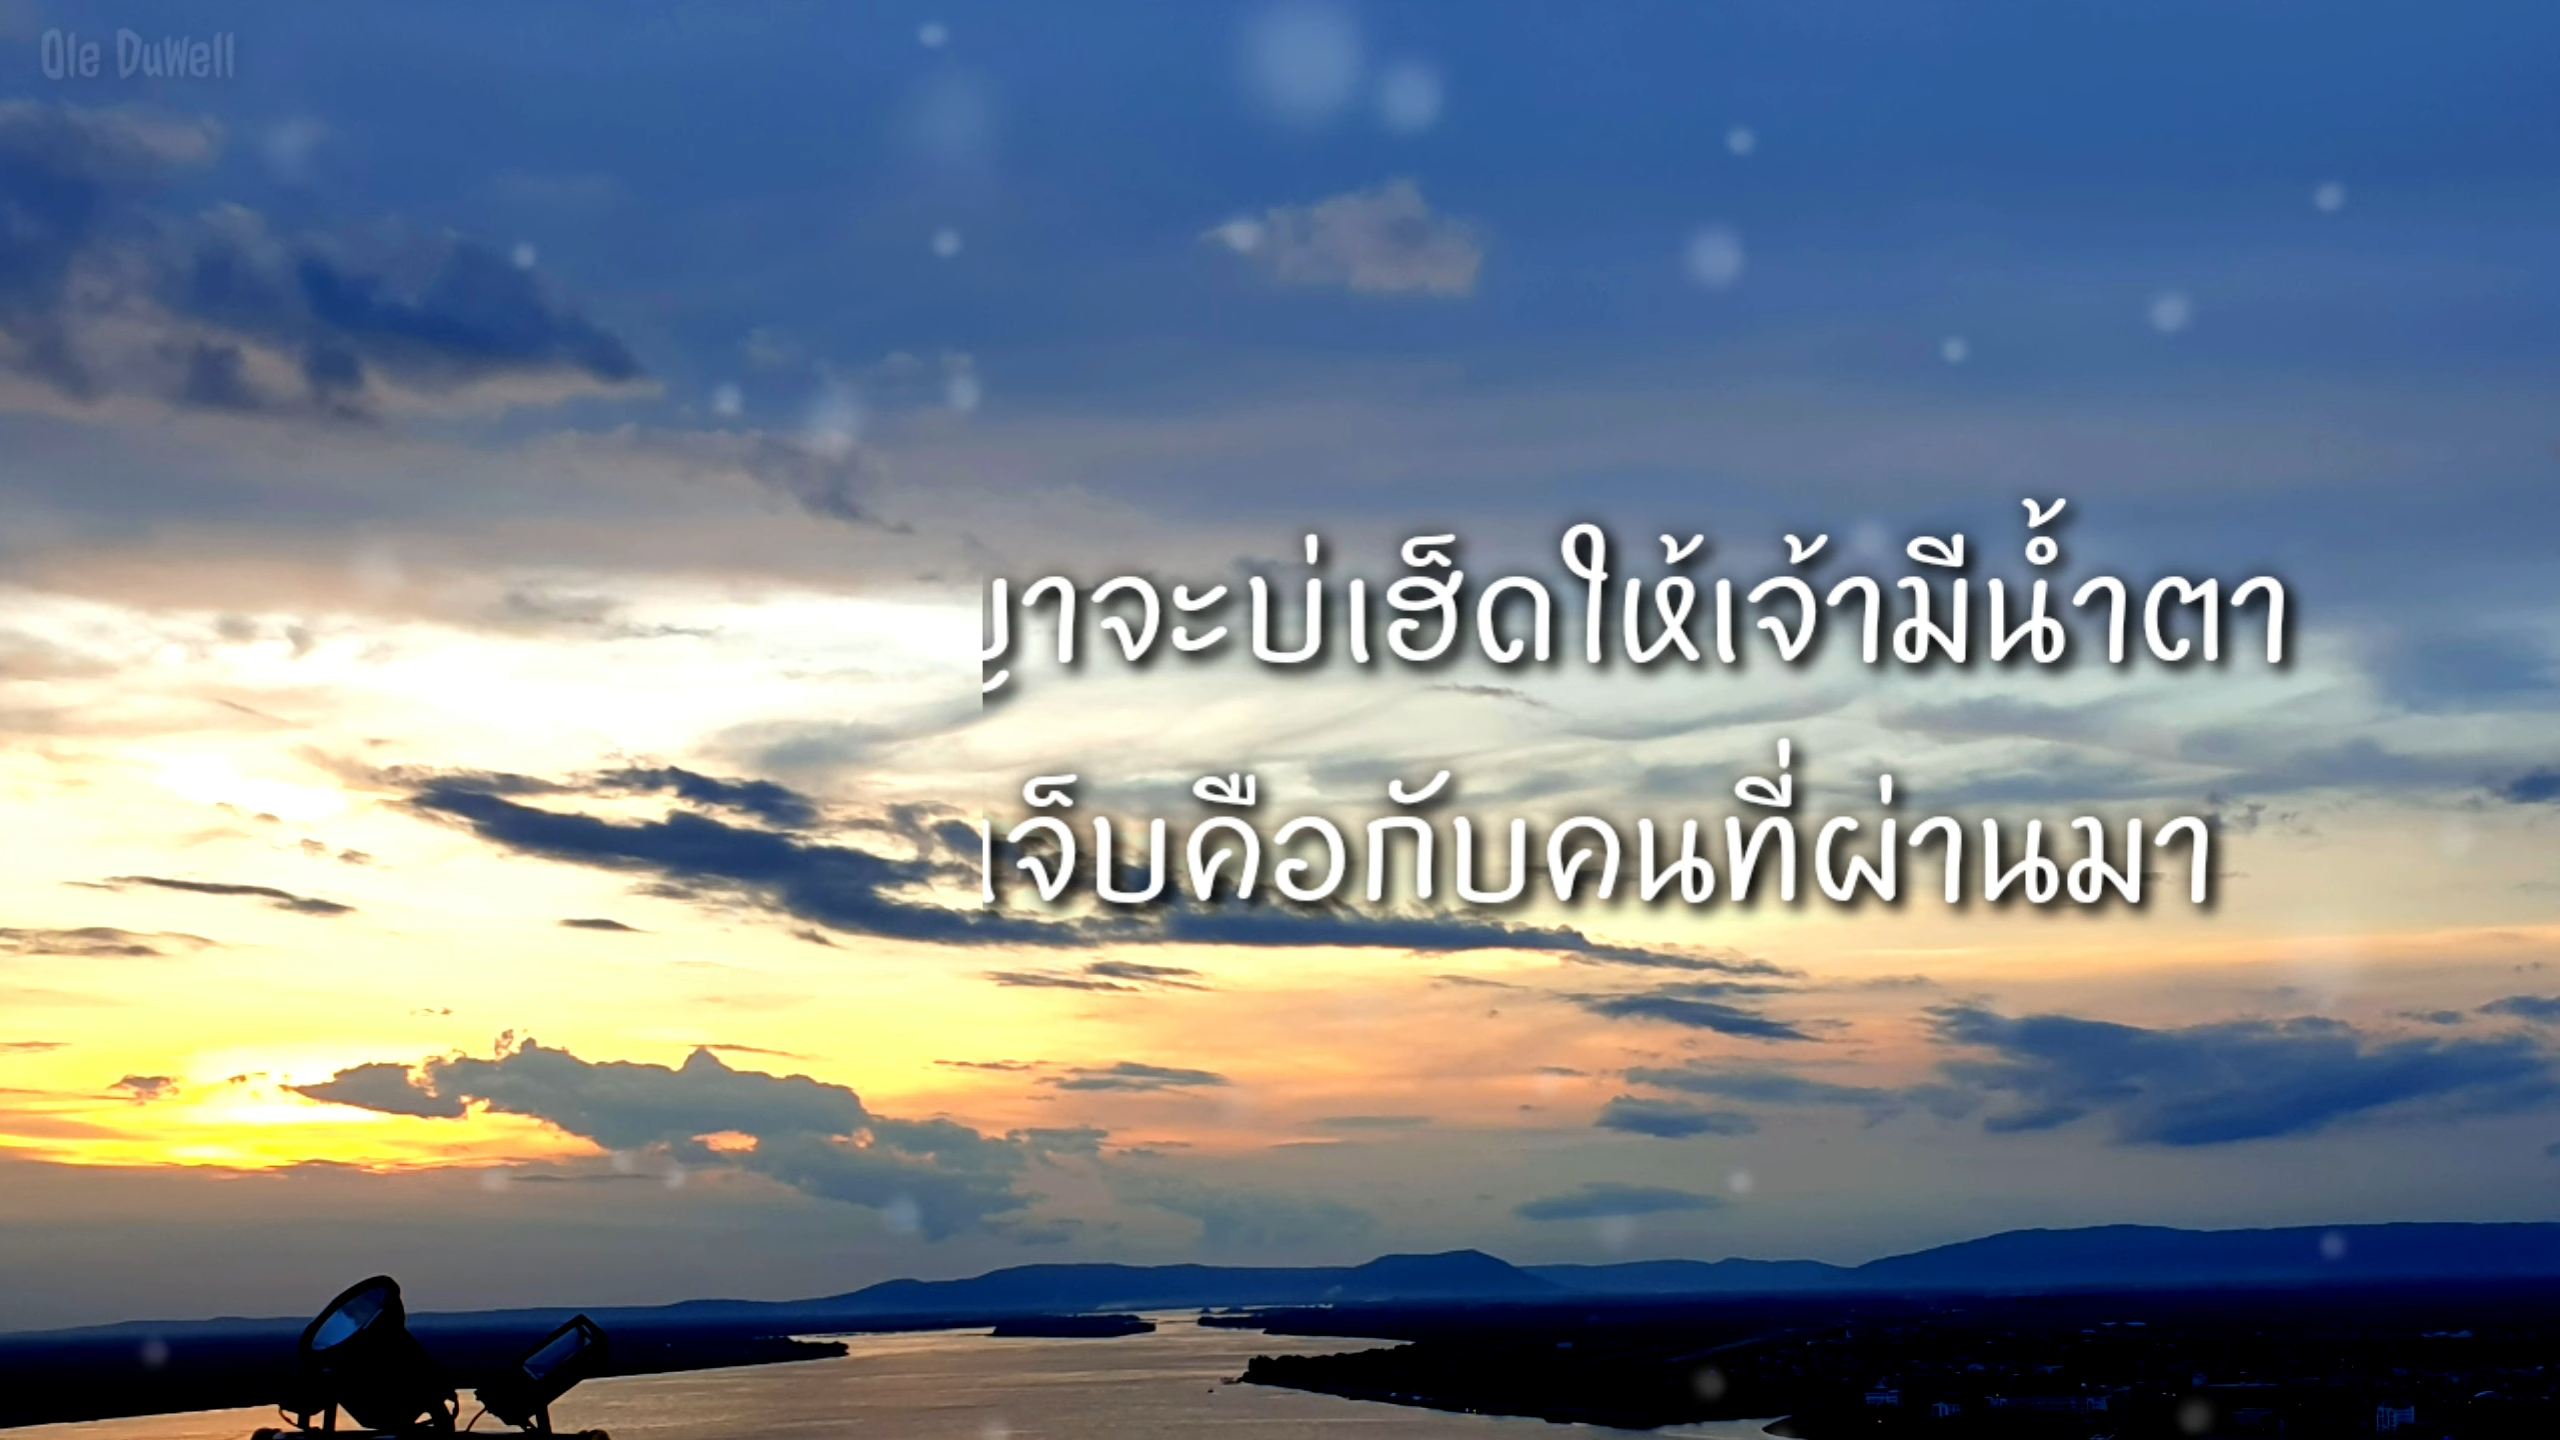 Ole DuWell
าจะบ่เฮ็ดให้เจ้ามีน้ำตา
เจ็บคือกับคนที่ผ่านมา